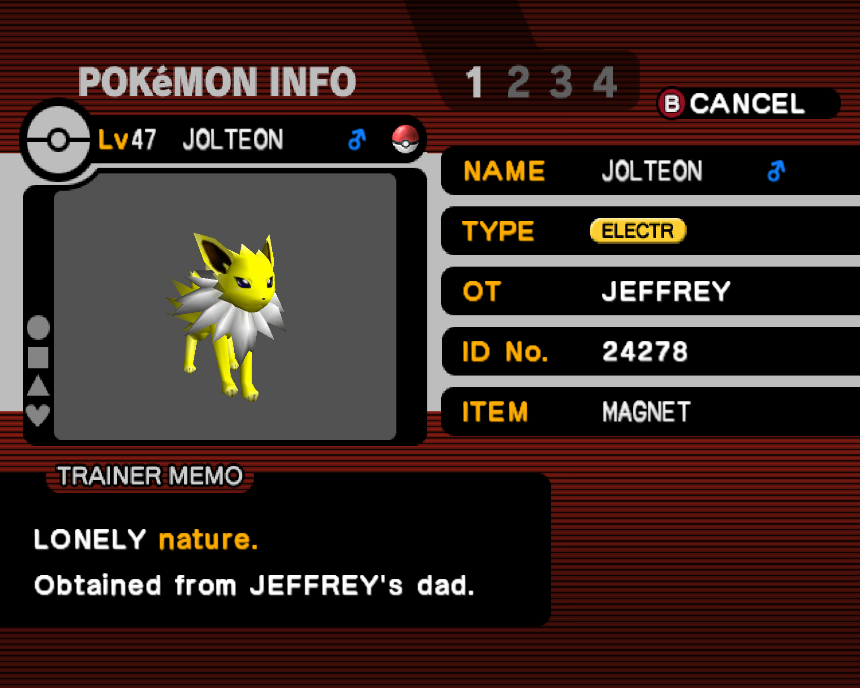 POKéMON INFO
1 2 3 4
B CANCEL
Lv47 JOLTEON ♂
NAME JOLTEON ♂
TYPE ELECTR
OT JEFFREY
ID No. 24278
ITEM MAGNET
TRAINER MEMO
LONELY nature.
Obtained from JEFFREY's dad.